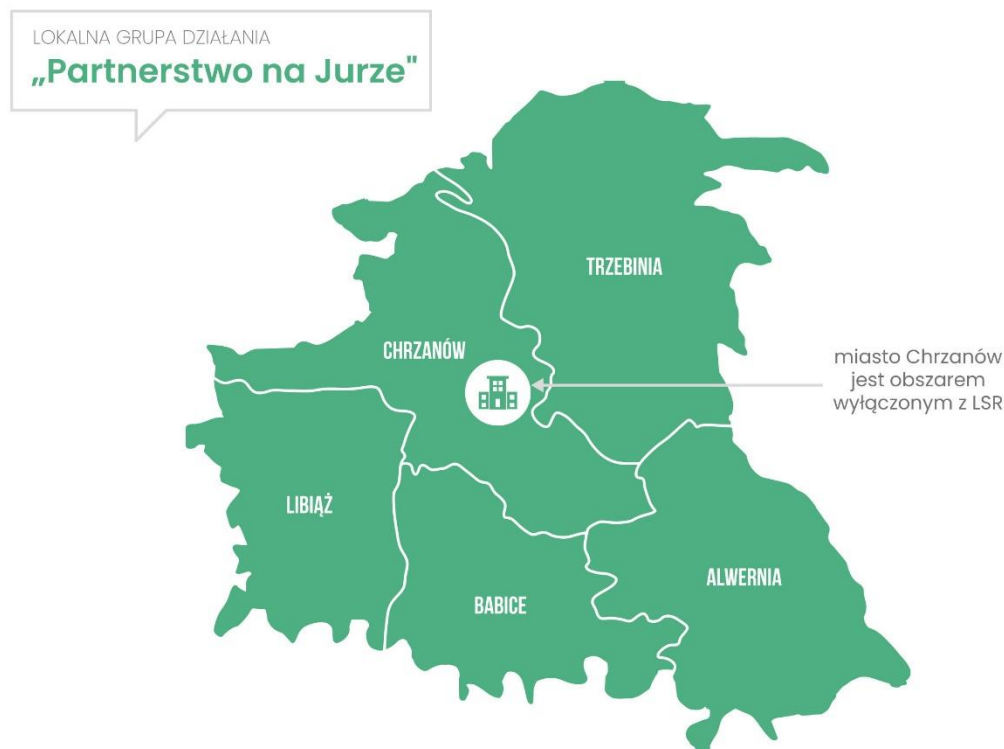 LOKALNA GRUPA DZIAŁANIA
„Partnerstwo na Jurze"
TRZEBINIA
CHRZANÓW
miasto Chrzanów
jest obszarem
wyłączonym z LSR
LIBIĄŻ
ALWERNIA
BABICE